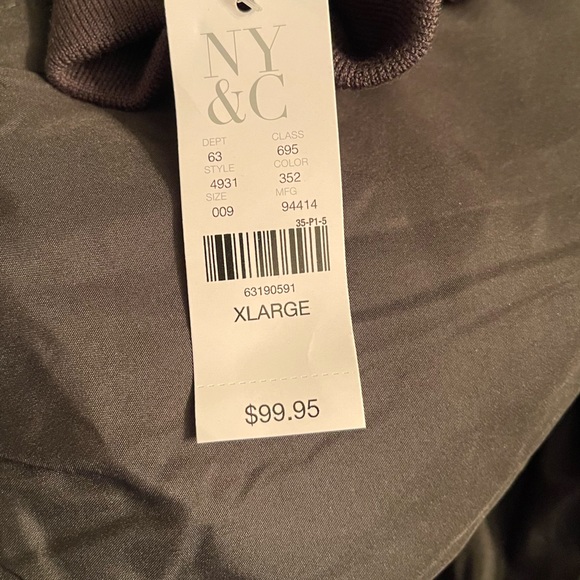 NY
&C
DEPT CLASS
63 695
STYLE COLOR
4931 352
SIZE MFG
009 94414
35-P1-5
63190591
XLARGE
$99.95